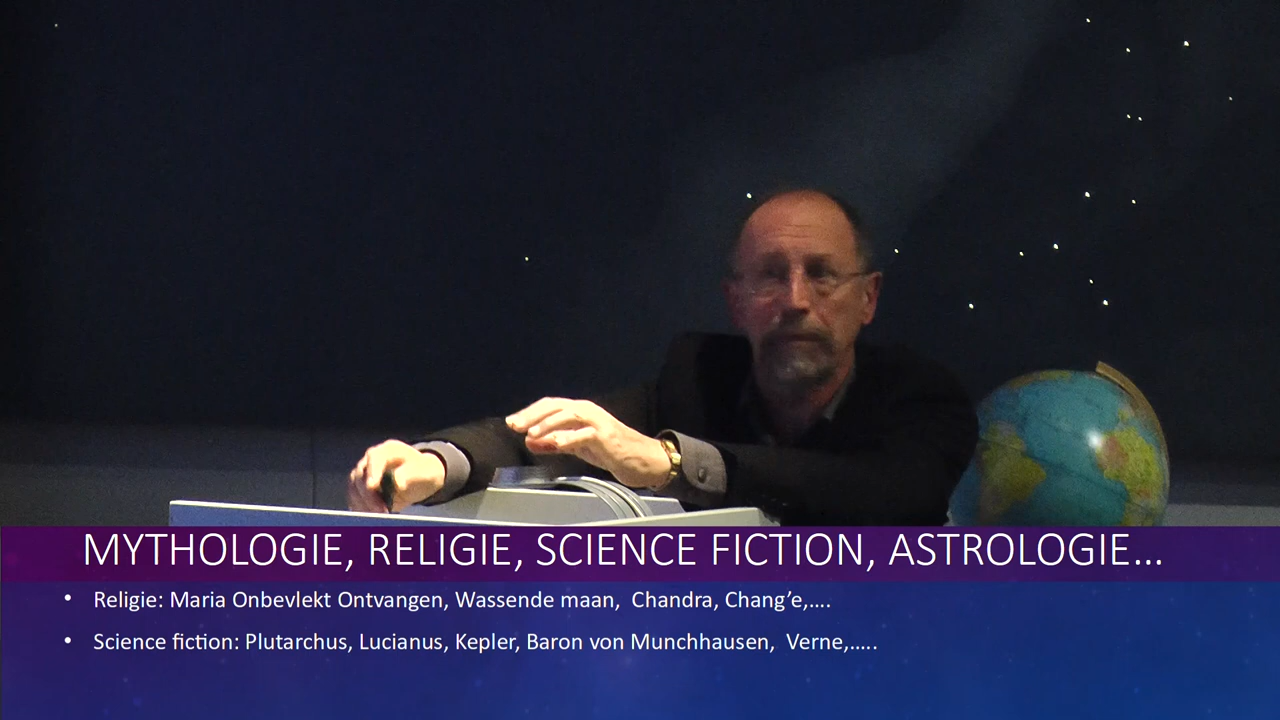 MYTHOLOGIE, RELIGIE, SCIENCE FICTION, ASTROLOGIE...
• Religie: Maria Onbevlekt Ontvangen, Wassende maan,  Chandra, Chang’e,....
• Science fiction: Plutarchus, Lucianus, Kepler, Baron von Munchhausen,  Verne,.....